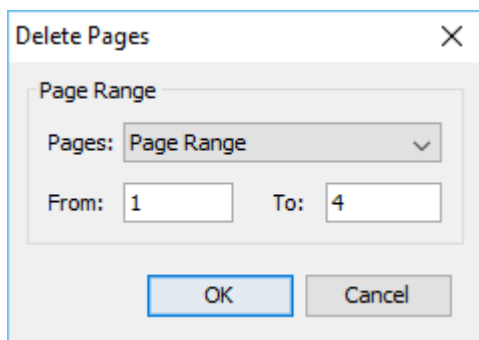 Delete Pages
Page Range
Pages: Page Range
From: 1 To: 4
OK Cancel